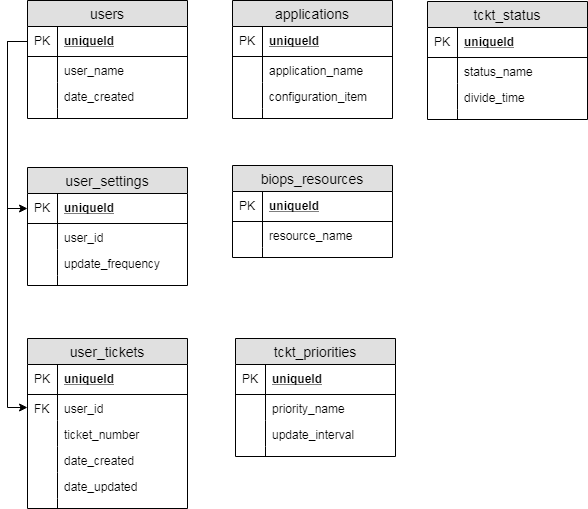 users
PK uniqueId
user_name
date_created
applications
PK uniqueId
application_name
configuration_item
tckt_status
PK uniqueId
status_name
divide_time
user_settings
PK uniqueId
user_id
update_frequency
biops_resources
PK uniqueId
resource_name
user_tickets
PK uniqueId
FK user_id
ticket_number
date_created
date_updated
tckt_priorities
PK uniqueId
priority_name
update_interval